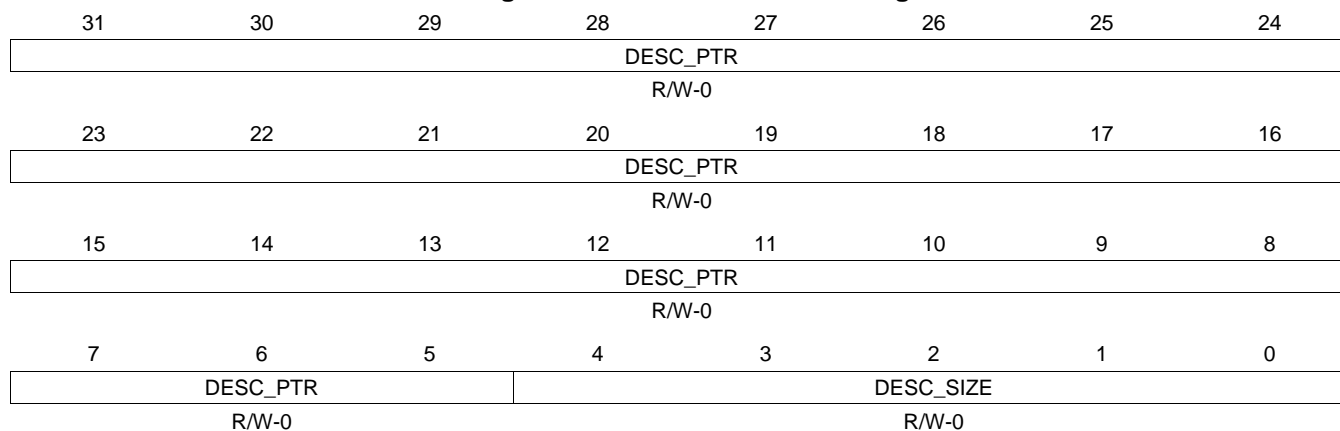 31 30 29 28 27 26 25 24
DESC_PTR
R/W-0
23 22 21 20 19 18 17 16
DESC_PTR
R/W-0
15 14 13 12 11 10 9 8
DESC_PTR
R/W-0
7 6 5 4 3 2 1 0
DESC_PTR DESC_SIZE
R/W-0 R/W-0